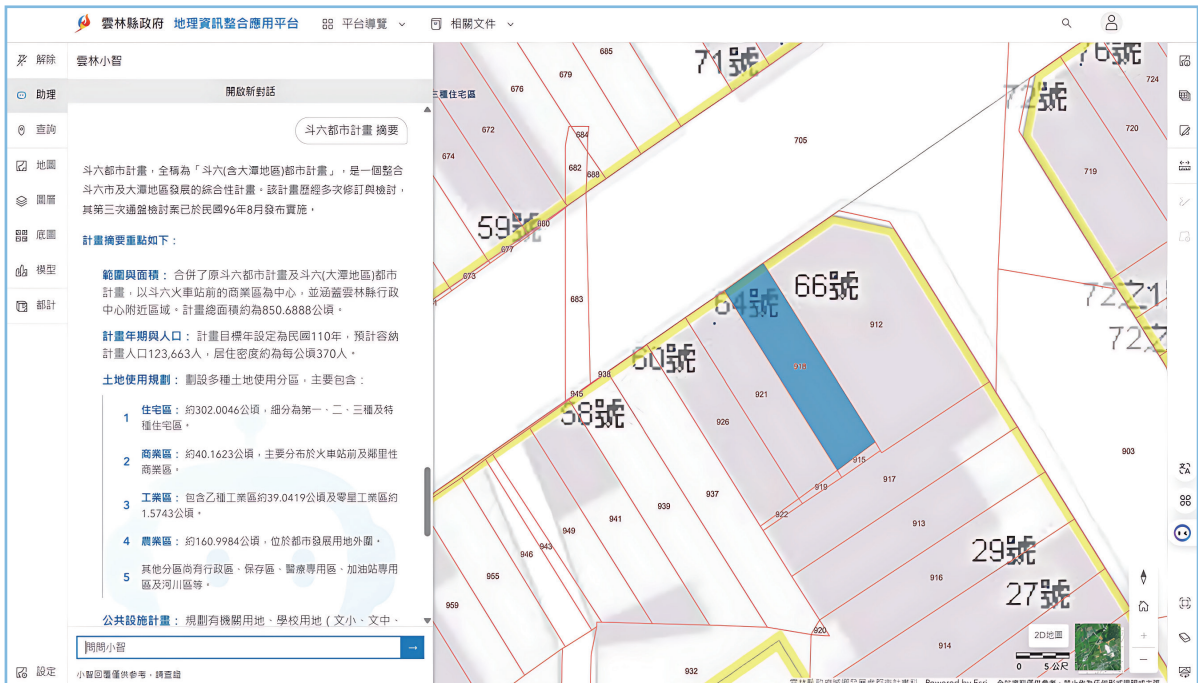 雲林縣政府 地理資訊整合應用平台 平台導覽 相關文件
解除
助理
查詢
地圖
圖層
底圖
模型
都計
設定
雲林小智
開啟新對話
斗六都市計畫 摘要
斗六都市計畫，全稱為「斗六(含大潭地區)都市計畫」，是一個整合
斗六市及大潭地區發展的綜合性計畫。該計畫歷經多次修訂與檢討，
其第三次通盤檢討案已於民國96年8月發布實施。
計畫摘要重點如下：
範圍與面積： 合併了原斗六都市計畫及斗六(大潭地區)都市
計畫，以斗六火車站前的商業區為中心，並涵蓋雲林縣行政
中心附近區域。計畫總面積約為850.6888公頃。
計畫年期與人口： 計畫目標年設定為民國110年，預計容納
計畫人口123,663人，居住密度約為每公頃370人。
土地使用規劃： 劃設多種土地使用分區，主要包含：
1 住宅區： 約302.0046公頃，細分為第一、二、三種及特
種住宅區。
2 商業區： 約40.1623公頃，主要分布於火車站前及鄰里性
商業區。
3 工業區： 包含乙種工業區約39.0419公頃及零星工業區約
1.5743公頃。
4 農業區： 約160.9984公頃，位於都市發展用地外圍。
5 其他分區尚有行政區、保存區、醫療專用區、加油站專用
區及河川區等。
公共設施計畫： 規劃有機關用地、學校用地 ( 文小、文中、
問問小智
小智回覆僅供參考，請查證
685
71號
76號
679
724
三種住宅區
676
72號
684
672
720
705
674
682
688
719
59號
680
677
673
683
64號
66號
72之1
912
72之
60號
938
918
945
921
58號
926
903
915
917
919
937
939
922
941
913
949
943
946
29號
955
916
27號
959
920
914
932
2D地圖
0 5 公尺
Powered by Esri